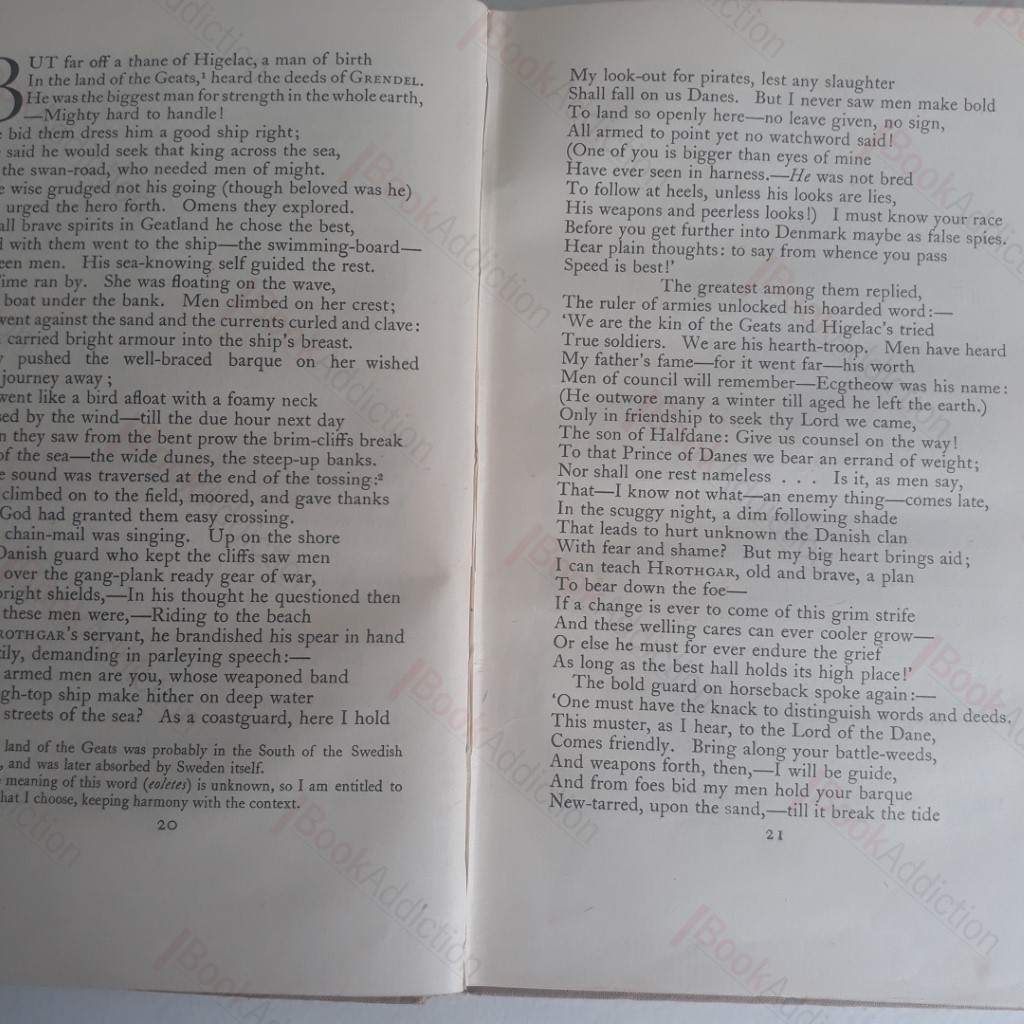 BUT far off a thane of Higelac, a man of birth
In the land of the Geats,¹ heard the deeds of GRENDEL.
He was the biggest man for strength in the whole earth,
—Mighty hard to handle!
bid them dress him a good ship right;
said he would seek that king across the sea,
the swan-road, who needed men of might.
wise grudged not his going (though beloved was he)
urged the hero forth. Omens they explored.
all brave spirits in Geatland he chose the best,
with them went to the ship—the swimming-board—
men. His sea-knowing self guided the rest.
ran by. She was floating on the wave,
boat under the bank. Men climbed on her crest;
went against the sand and the currents curled and clave:
carried bright armour into the ship's breast.
pushed the well-braced barque on her wished
journey away;
went like a bird afloat with a foamy neck
by the wind—till the due hour next day
they saw from the bent prow the brim-cliffs break
of the sea—the wide dunes, the steep-up banks.
sound was traversed at the end of the tossing:²
climbed on to the field, moored, and gave thanks
God had granted them easy crossing.
chain-mail was singing. Up on the shore
Danish guard who kept the cliffs saw men
over the gang-plank ready gear of war,
bright shields,—In his thought he questioned then
these men were,—Riding to the beach
HROTHGAR'S servant, he brandished his spear in hand
demanding in parleying speech:—
armed men are you, whose weaponed band
ship make hither on deep water
streets of the sea? As a coastguard, here I hold
land of the Geats was probably in the South of the Swedish
and was later absorbed by Sweden itself.
meaning of this word (eoletes) is unknown, so I am entitled to
what I choose, keeping harmony with the context.
20
My look-out for pirates, lest any slaughter
Shall fall on us Danes. But I never saw men make bold
To land so openly here—no leave given, no sign,
All armed to point yet no watchword said!
(One of you is bigger than eyes of mine
Have ever seen in harness.—He was not bred
To follow at heels, unless his looks are lies,
His weapons and peerless looks!) I must know your race
Before you get further into Denmark maybe as false spies.
Hear plain thoughts: to say from whence you pass
Speed is best!'
The greatest among them replied,
The ruler of armies unlocked his hoarded word:—
'We are the kin of the Geats and Higelac's tried
True soldiers. We are his hearth-troop. Men have heard
My father's fame—for it went far—his worth
Men of council will remember—Ecgtheow was his name:
(He outwore many a winter till aged he left the earth.)
Only in friendship to seek thy Lord we came,
The son of Halfdane: Give us counsel on the way!
To that Prince of Danes we bear an errand of weight;
Nor shall one rest nameless . . . Is it, as men say,
That—I know not what—an enemy thing—comes late,
In the scuggy night, a dim following shade
That leads to hurt unknown the Danish clan
With fear and shame? But my big heart brings aid;
I can teach HROTHGAR, old and brave, a plan
To bear down the foe—
If a change is ever to come of this grim strife
And these welling cares can ever cooler grow—
Or else he must for ever endure the grief
As long as the best hall holds its high place!'
The bold guard on horseback spoke again:—
'One must have the knack to distinguish words and deeds.
This muster, as I hear, to the Lord of the Dane,
Comes friendly. Bring along your battle-weeds,
And weapons forth, then,—I will be guide,
And from foes bid my men hold your barque
New-tarred, upon the sand,—till it break the tide
21
BookAddiction